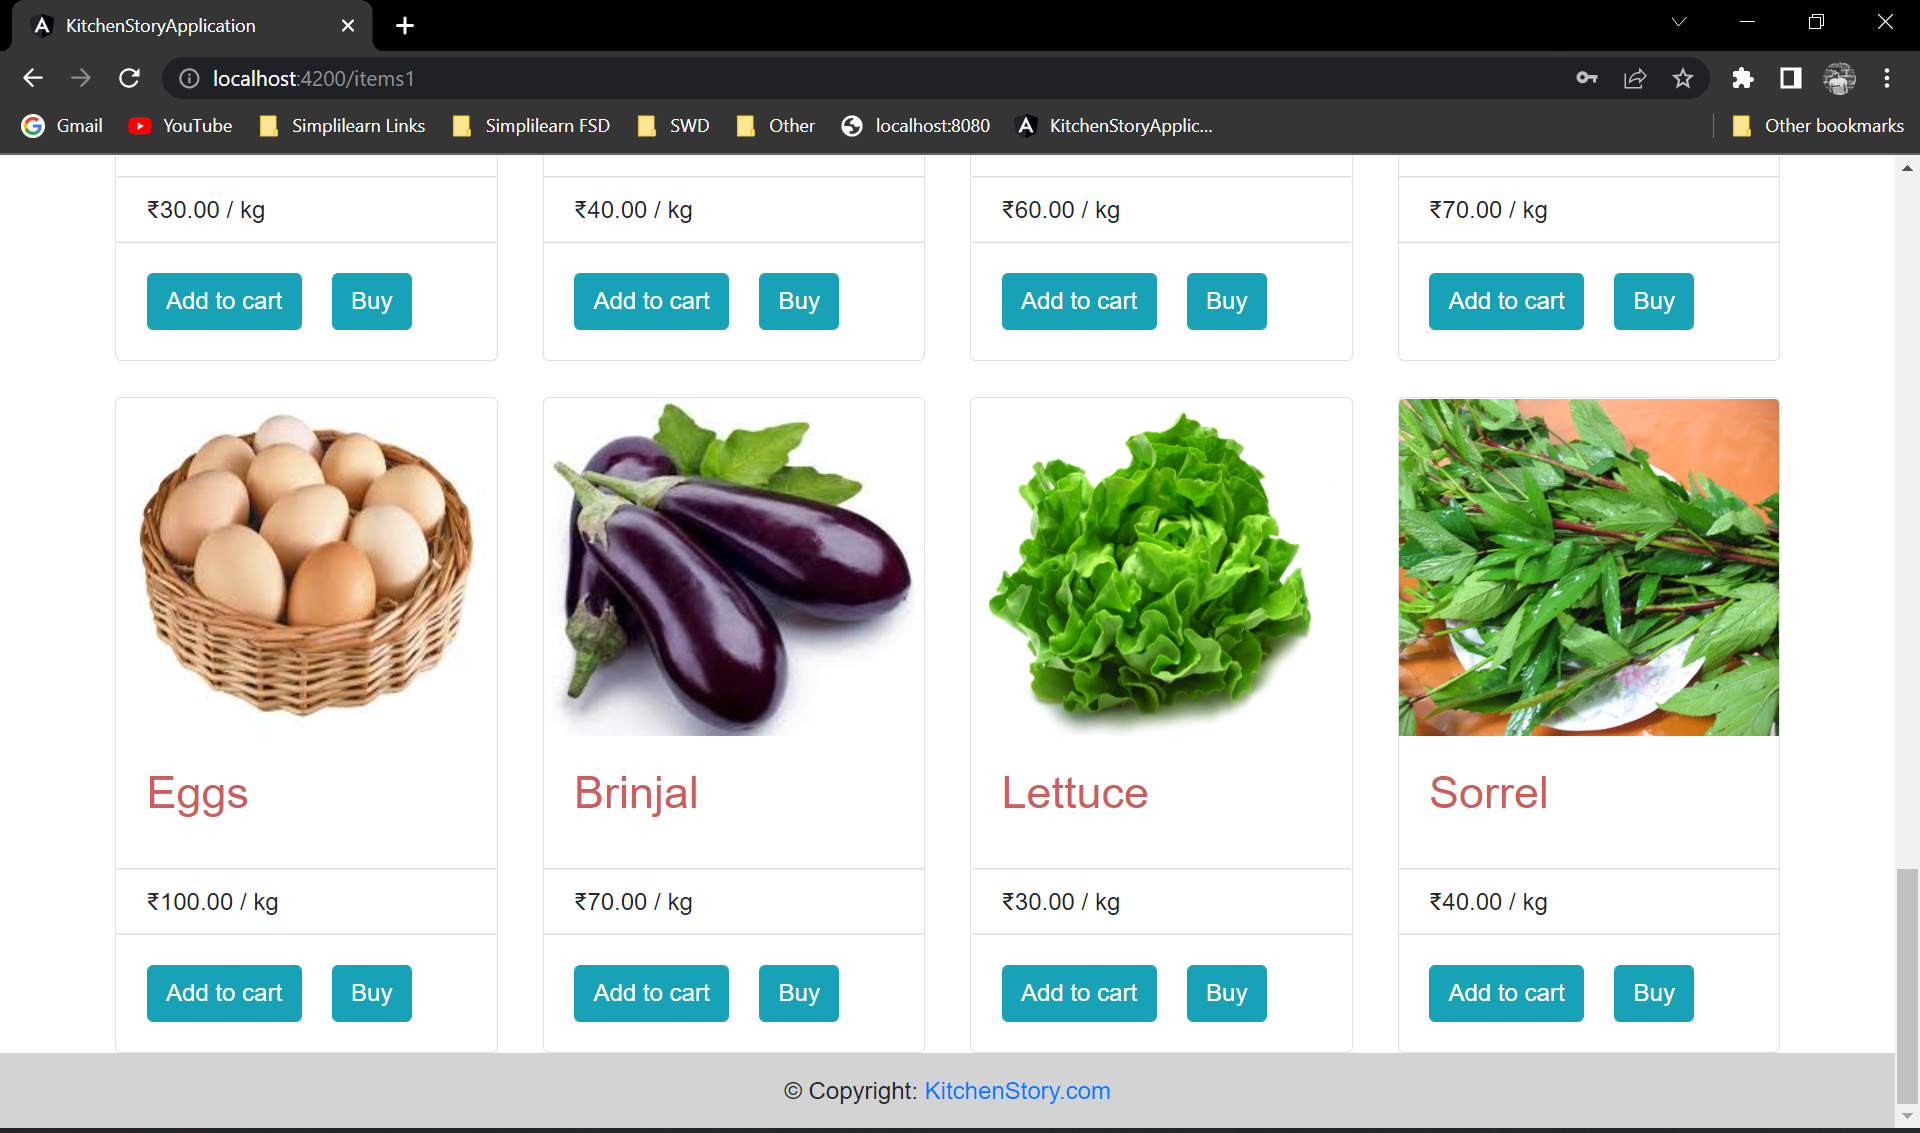 KitchenStoryApplication
localhost:4200/items1
Gmail YouTube Simplilearn Links Simplilearn FSD SWD Other localhost:8080 KitchenStoryApplic... Other bookmarks
₹30.00 / kg ₹40.00 / kg ₹60.00 / kg ₹70.00 / kg
Add to cart Buy Add to cart Buy Add to cart Buy Add to cart Buy
Eggs Brinjal Lettuce Sorrel
₹100.00 / kg ₹70.00 / kg ₹30.00 / kg ₹40.00 / kg
Add to cart Buy Add to cart Buy Add to cart Buy Add to cart Buy
© Copyright: KitchenStory.com